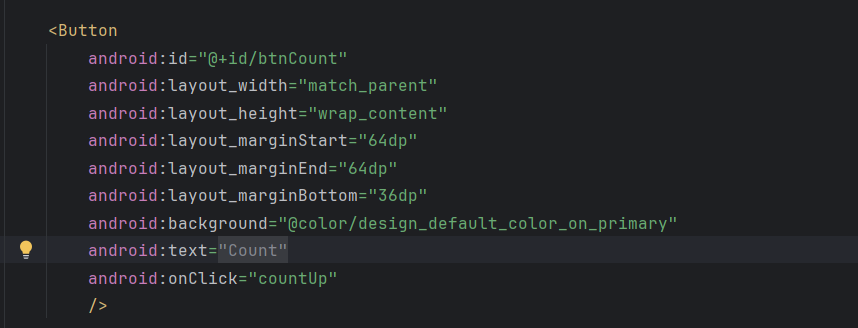 <Button
android:id="@+id/btnCount"
android:layout_width="match_parent"
android:layout_height="wrap_content"
android:layout_marginStart="64dp"
android:layout_marginEnd="64dp"
android:layout_marginBottom="36dp"
android:background="@color/design_default_color_on_primary"
android:text="Count"
android:onClick="countUp"
/>